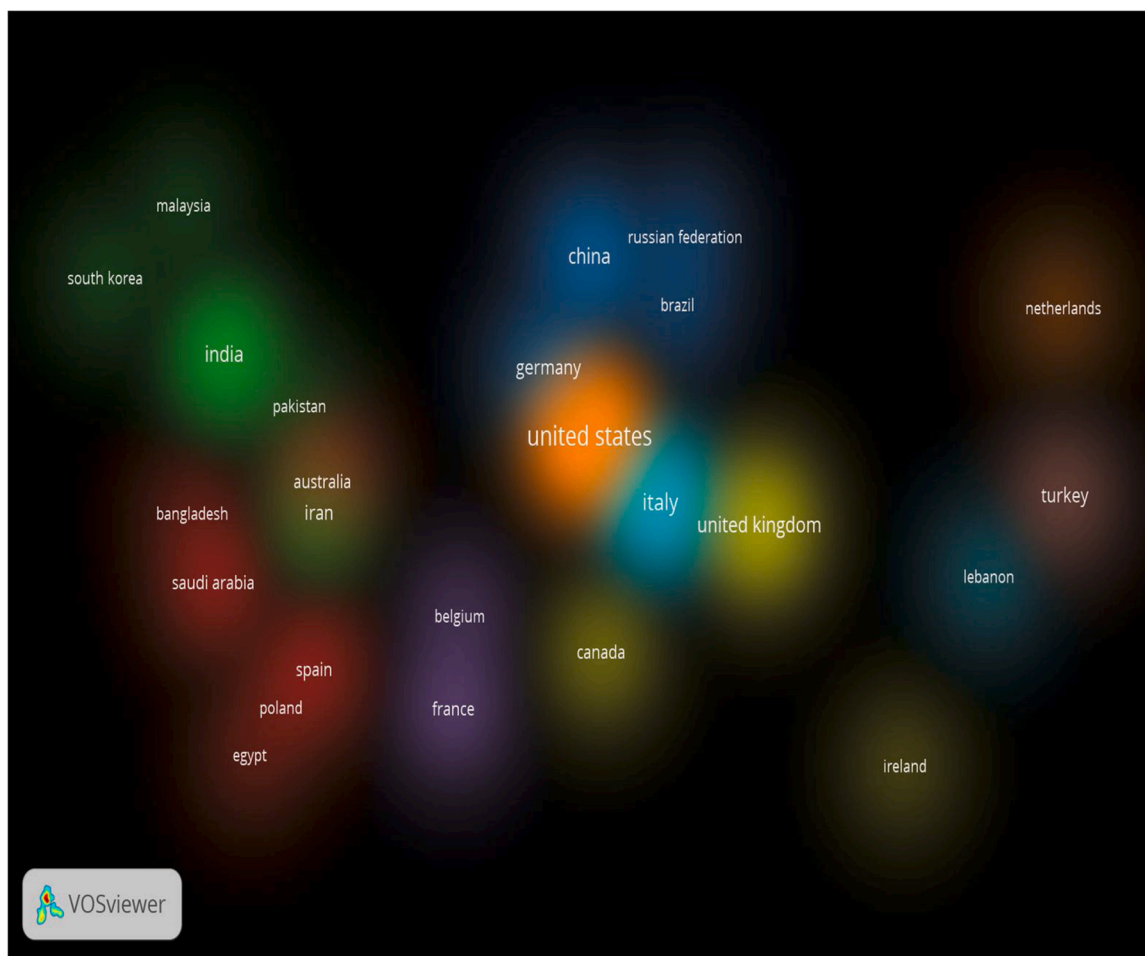 malaysia
russian federation
china
south korea
brazil
netherlands
india
germany
pakistan
united states
australia
turkey
italy
bangladesh
iran
united kingdom
lebanon
saudi arabia
belgium
canada
spain
poland
france
egypt
ireland
VOSviewer